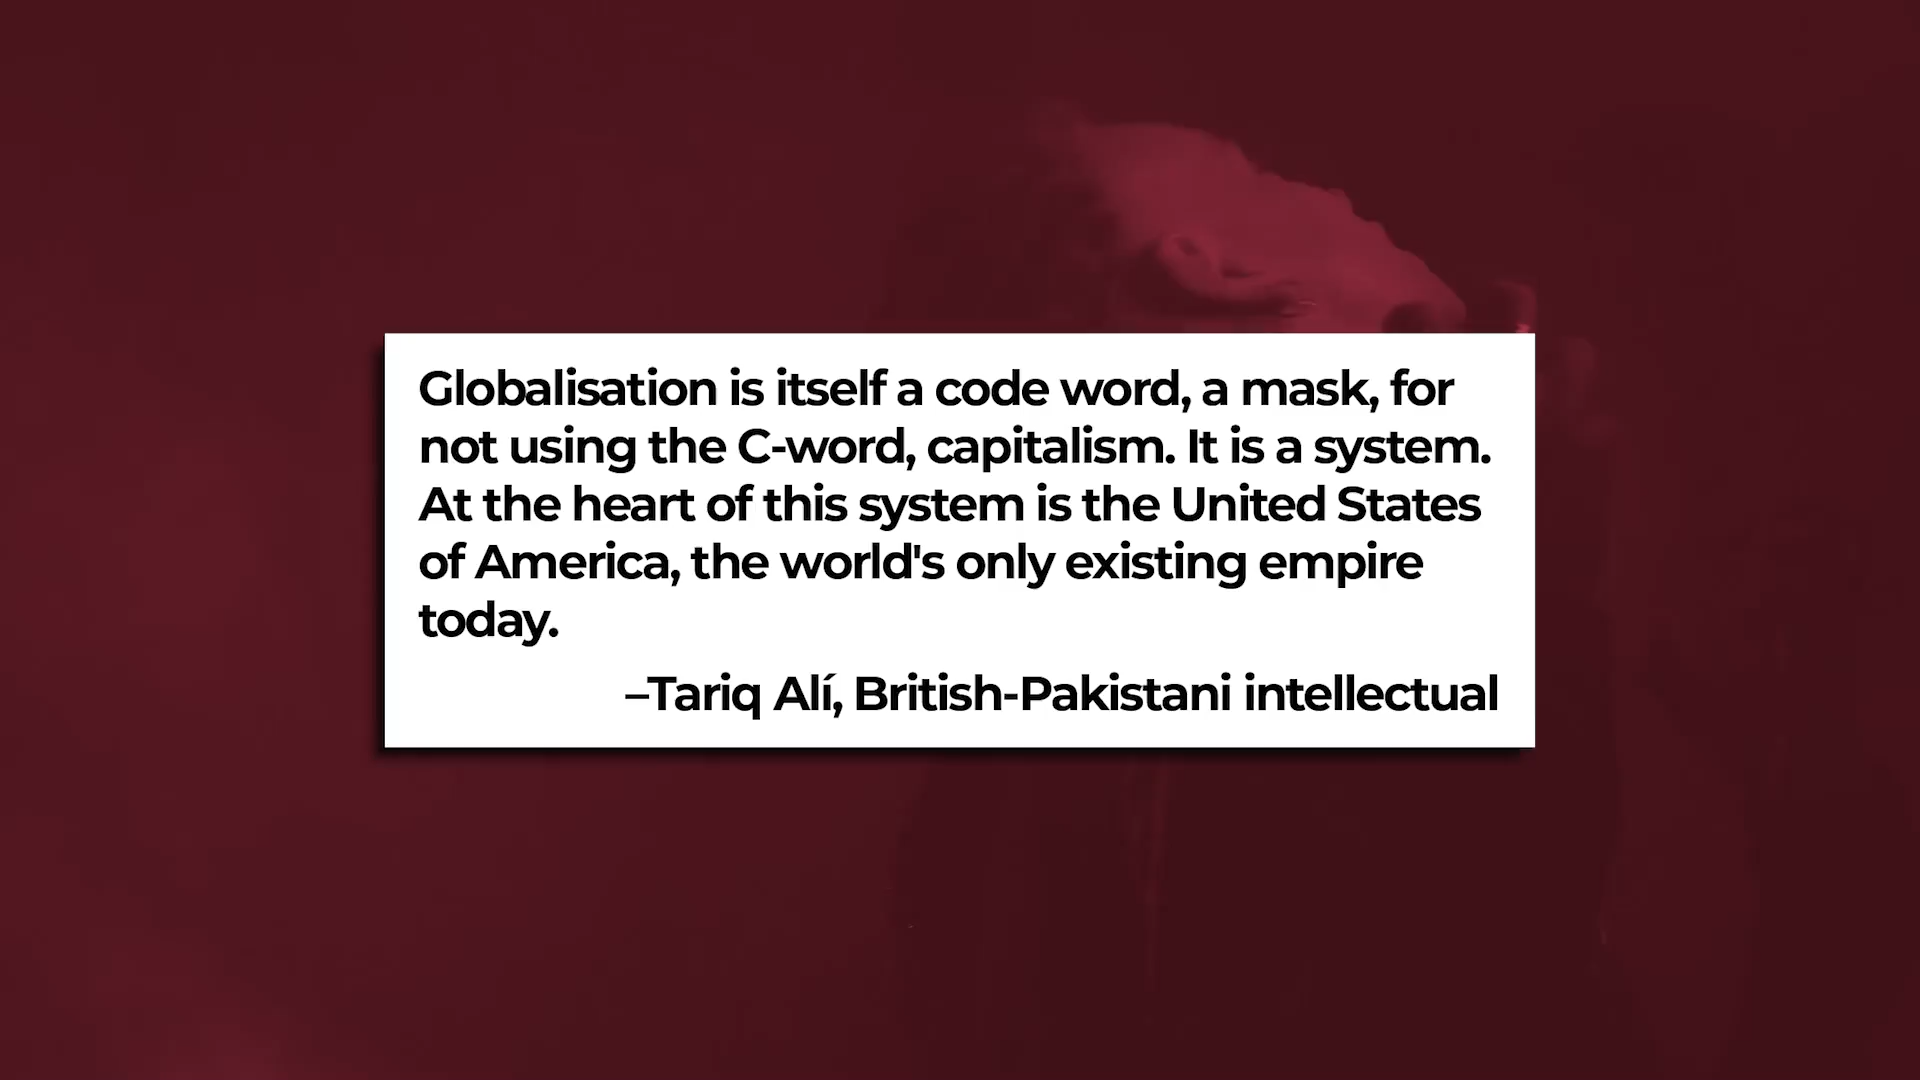 Globalisation is itself a code word, a mask, for
not using the C-word, capitalism. It is a system.
At the heart of this system is the United States
of America, the world's only existing empire
today.
–Tariq Alí, British-Pakistani intellectual